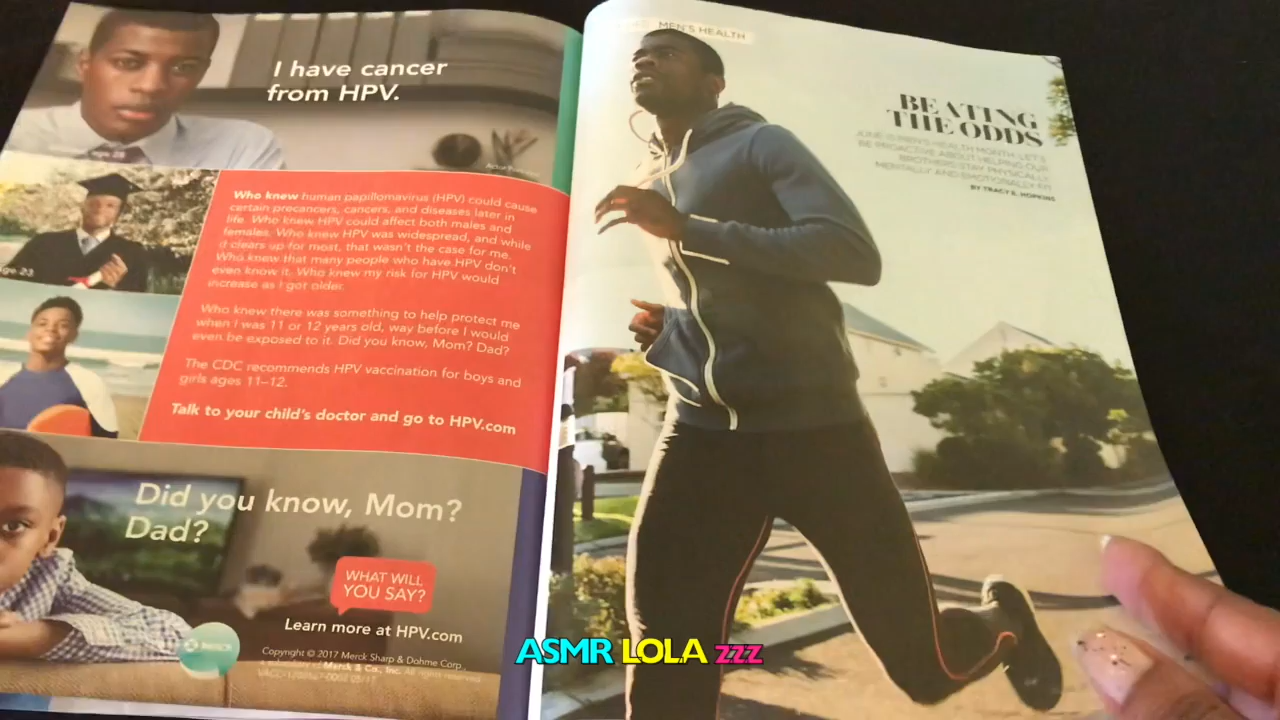 I have cancer
from HPV.
age 28
Who knew human papillomavirus (HPV) could cause
certain precancers, cancers, and diseases later in
life. Who knew HPV could affect both males and
females. Who knew HPV was widespread, and while
it clears up for most, that wasn't the case for me.
Who knew that many people who have HPV don't
even know it. Who knew my risk for HPV would
increase as I got older.
age 23
Who knew there was something to help protect me
when I was 11 or 12 years old, way before I would
even be exposed to it. Did you know, Mom? Dad?
The CDC recommends HPV vaccination for boys and
girls ages 11–12.
Talk to your child's doctor and go to HPV.com
Did you know, Mom?
Dad?
WHAT WILL
YOU SAY?
Learn more at HPV.com
MERCK
Copyright © 2017 Merck Sharp & Dohme Corp.,
a subsidiary of Merck & Co., Inc. All rights reserved.
MEN'S HEALTH
BEATING
THE ODDS
JUNE IS MEN'S HEALTH MONTH. LET'S
BE PROACTIVE ABOUT HELPING OUR
BROTHERS STAY PHYSICALLY,
MENTALLY AND EMOTIONALLY FIT
BY TRACY E. HOPKINS
ASMR LOLA zzz